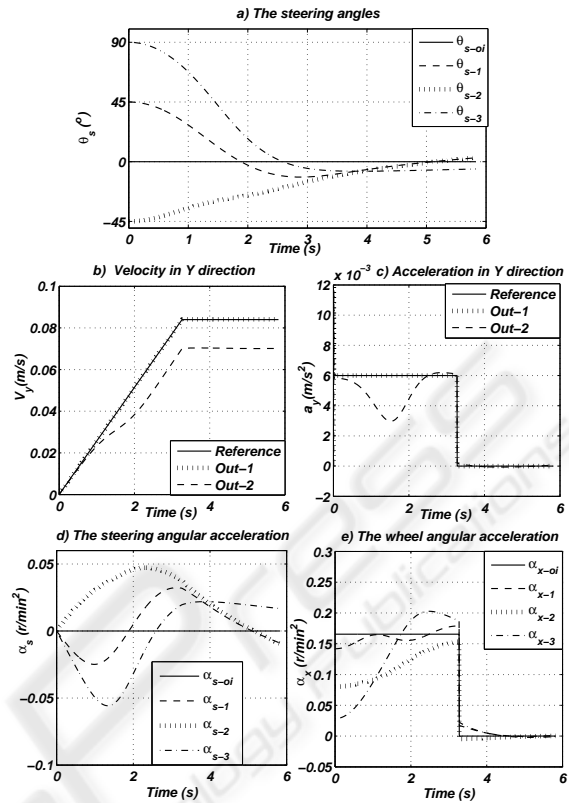 a) The steering angles
90
45
0
−45
θs (°)
0 1 2 3 4 5 6
Time (s)
θs−oi
θs−1
θs−2
θs−3
b) Velocity in Y direction
0.1
0.08
0.06
0.04
0.02
0
Vy(m/s)
0 2 4 6 8
Time (s)
Reference
Out−1
Out−2
c) Acceleration in Y direction
x 10−3
12
10
8
6
4
2
0
−2
ay(m/s2)
0 2 4 6 8
Time (s)
Reference
Out−1
Out−2
d) The steering angular acceleration
0.05
0
−0.05
−0.1
αs (r/min2)
0 2 4 6 8
Time (s)
αs−oi
αs−1
αs−2
αs−3
e) The wheel angular acceleration
0.3
0.25
0.2
0.15
0.1
0.05
0
−0.05
αx (r/min2)
0 2 4 6 8
Time (s)
αx−oi
αx−1
αx−2
αx−3